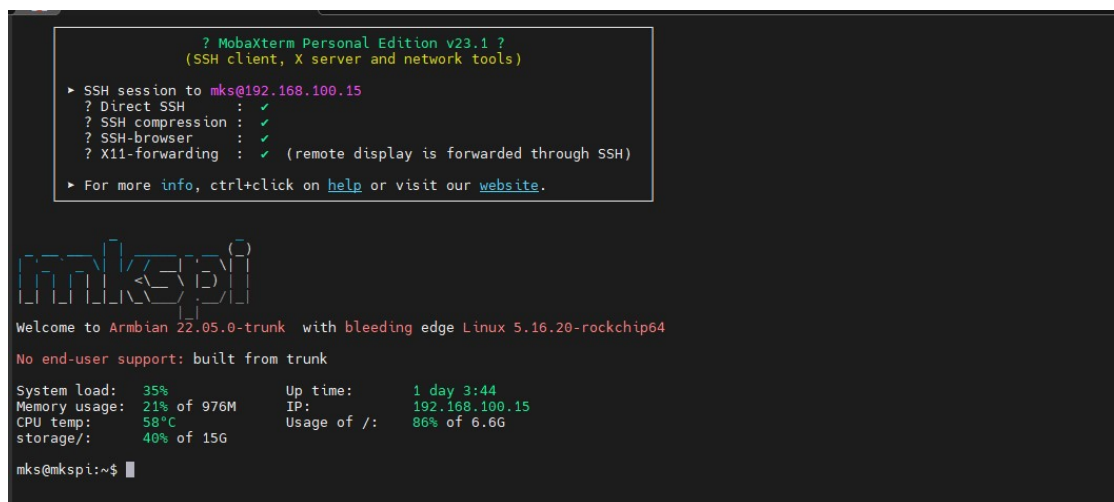 ? MobaXterm Personal Edition v23.1 ?
(SSH client, X server and network tools)
► SSH session to mks@192.168.100.15
? Direct SSH : ✔
? SSH compression : ✔
? SSH-browser : ✔
? X11-forwarding : ✔ (remote display is forwarded through SSH)
► For more info, ctrl+click on help or visit our website.
mkspi
Welcome to Armbian 22.05.0-trunk with bleeding edge Linux 5.16.20-rockchip64
No end-user support: built from trunk
System load: 35% Up time: 1 day 3:44
Memory usage: 21% of 976M IP: 192.168.100.15
CPU temp: 58°C Usage of /: 86% of 6.6G
storage/: 40% of 15G
mks@mkspi:~$